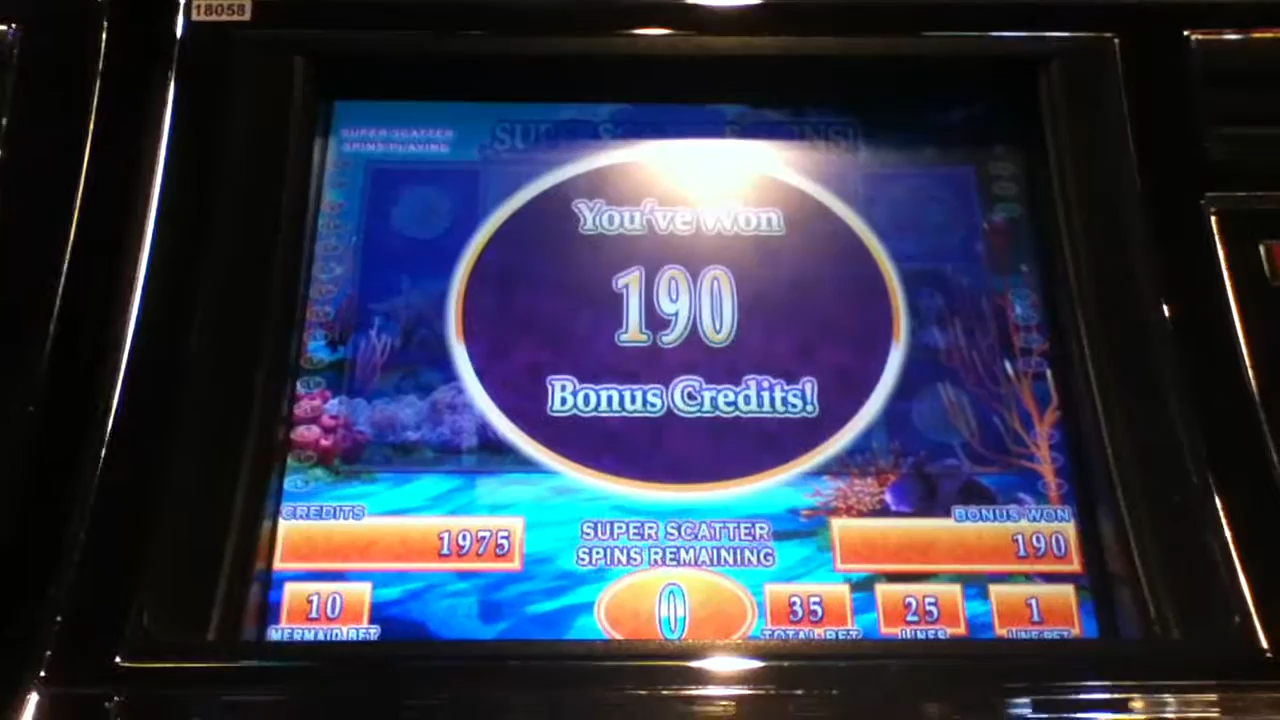 18058
SUPER SCATTER
SPINS PLAYING
You've Won
190
Bonus Credits!
CREDITS
1975
SUPER SCATTER
SPINS REMAINING
0
BONUS WON
190
10
MERMAID BET
35
TOTAL BET
25
LINES
1
LINE BET